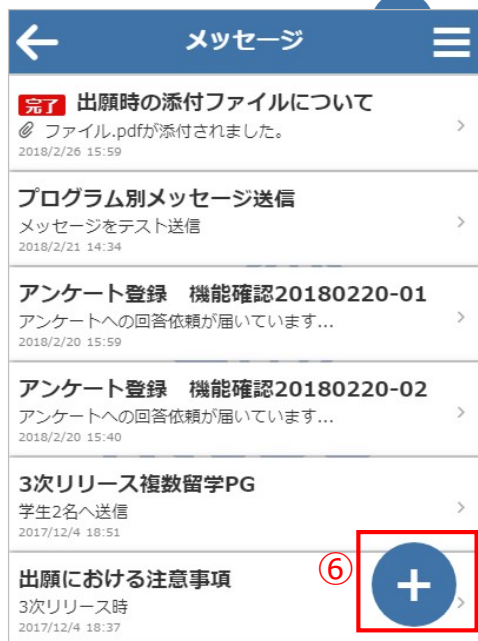 メッセージ
完了 出願時の添付ファイルについて
ファイル.pdfが添付されました。
2018/2/26 15:59
プログラム別メッセージ送信
メッセージをテスト送信
2018/2/21 14:34
アンケート登録　機能確認20180220-01
アンケートへの回答依頼が届いています...
2018/2/20 15:59
アンケート登録　機能確認20180220-02
アンケートへの回答依頼が届いています...
2018/2/20 15:40
3次リリース複数留学PG
学生2名へ送信
2017/12/4 18:51
⑥
出願における注意事項
3次リリース時
2017/12/4 18:37